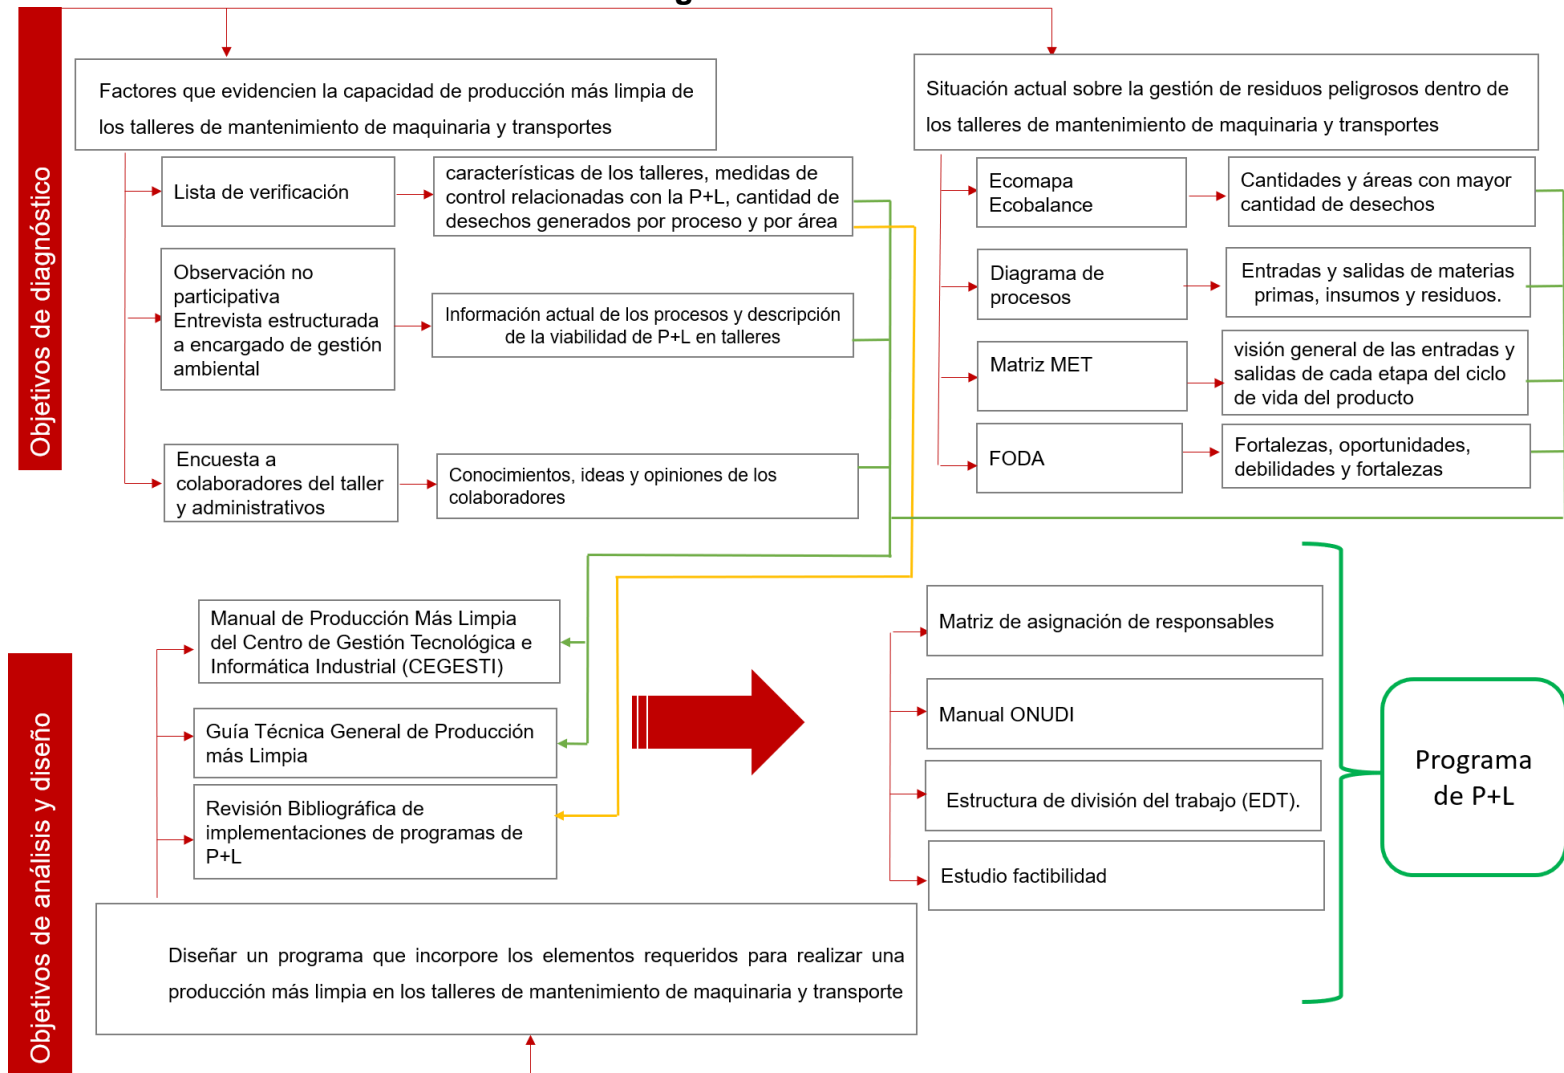 Objetivos de diagnóstico
Factores que evidencien la capacidad de producción más limpia de
los talleres de mantenimiento de maquinaria y transportes
Lista de verificación
características de los talleres, medidas de
control relacionadas con la P+L, cantidad de
desechos generados por proceso y por área
Observación no
participativa
Entrevista estructurada
a encargado de gestión
ambiental
Información actual de los procesos y descripción
de la viabilidad de P+L en talleres
Encuesta a
colaboradores del taller
y administrativos
Conocimientos, ideas y opiniones de los
colaboradores
Situación actual sobre la gestión de residuos peligrosos dentro de
los talleres de mantenimiento de maquinaria y transportes
Ecomapa
Ecobalance
Cantidades y áreas con mayor
cantidad de desechos
Diagrama de
procesos
Entradas y salidas de materias
primas, insumos y residuos.
Matriz MET
visión general de las entradas y
salidas de cada etapa del ciclo
de vida del producto
FODA
Fortalezas, oportunidades,
debilidades y fortalezas
Objetivos de análisis y diseño
Manual de Producción Más Limpia
del Centro de Gestión Tecnológica e
Informática Industrial (CEGESTI)
Guía Técnica General de Producción
más Limpia
Revisión Bibliográfica de
implementaciones de programas de
P+L
Diseñar un programa que incorpore los elementos requeridos para realizar una
producción más limpia en los talleres de mantenimiento de maquinaria y transporte
Matriz de asignación de responsables
Manual ONUDI
Estructura de división del trabajo (EDT).
Estudio factibilidad
Programa
de P+L